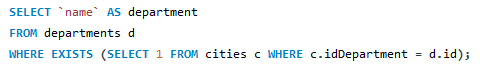 SELECT `name` AS department
FROM departments d
WHERE EXISTS (SELECT 1 FROM cities c WHERE c.idDepartment = d.id);